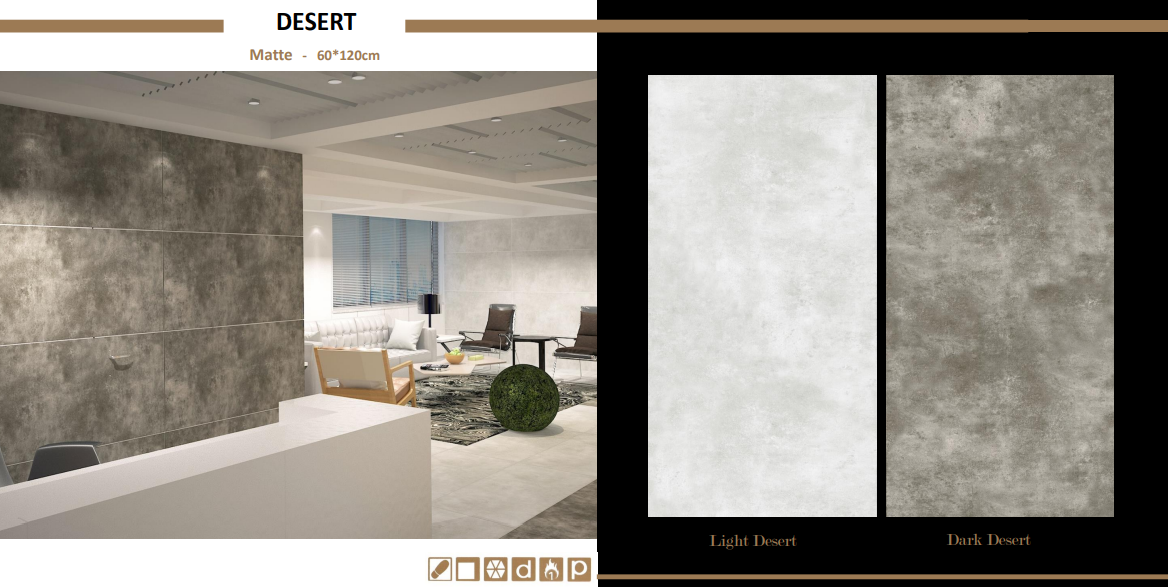 DESERT
Matte - 60*120cm
Light Desert
Dark Desert
d
p